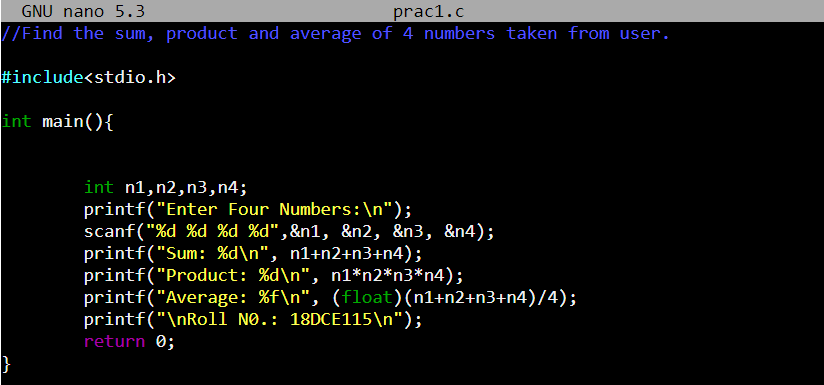 GNU nano 5.3 prac1.c
//Find the sum, product and average of 4 numbers taken from user.
#include<stdio.h>
int main(){
int n1,n2,n3,n4;
printf("Enter Four Numbers:\n");
scanf("%d %d %d %d",&n1, &n2, &n3, &n4);
printf("Sum: %d\n", n1+n2+n3+n4);
printf("Product: %d\n", n1*n2*n3*n4);
printf("Average: %f\n", (float)(n1+n2+n3+n4)/4);
printf("\nRoll N0.: 18DCE115\n");
return 0;
}